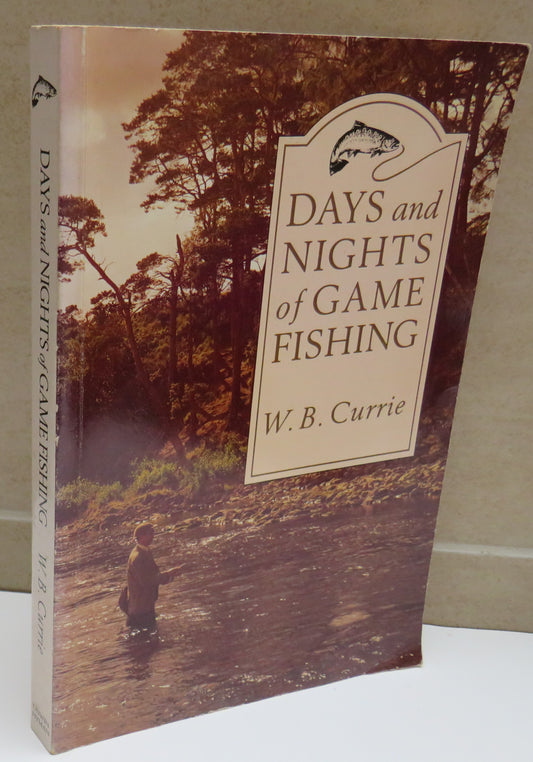 DAYS and
NIGHTS
of GAME
FISHING
W. B. Currie
DAYS and NIGHTS of GAME FISHING W. B. Currie